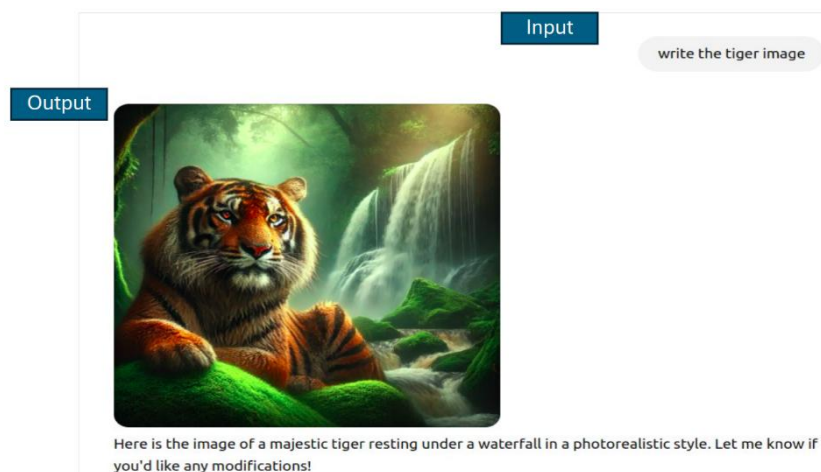 Input
write the tiger image
Output
Here is the image of a majestic tiger resting under a waterfall in a photorealistic style. Let me know if
you'd like any modifications!